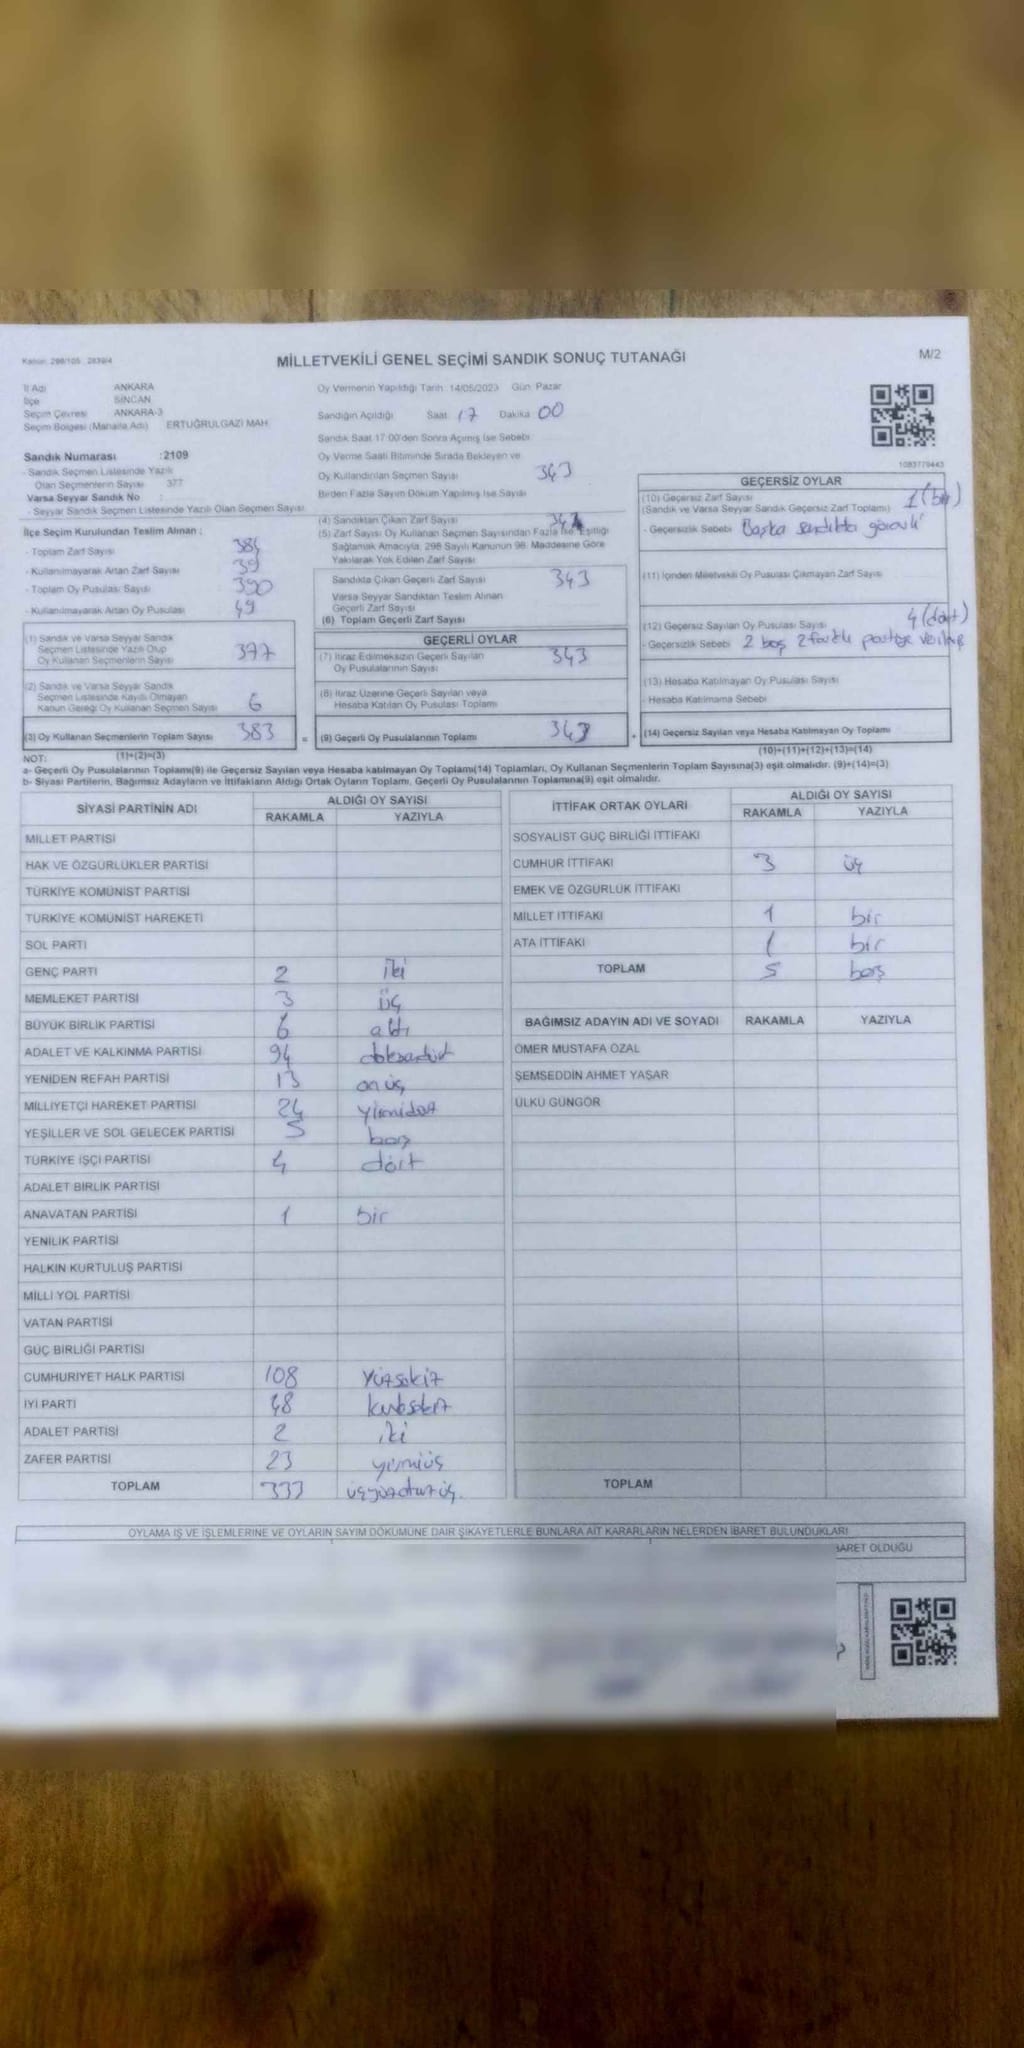 Kanun: 298/105 , 2839/4
MİLLETVEKİLİ GENEL SEÇİMİ SANDIK SONUÇ TUTANAĞI
M/2
İl Adı ANKARA
İlçe SİNCAN
Seçim Çevresi ANKARA-3
Seçim Bölgesi (Mahalle Adı) ERTUĞRULGAZİ MAH.
Sandık Numarası :2109
- Sandık Seçmen Listesinde Yazılı
Olan Seçmenlerin Sayısı 377
Varsa Seyyar Sandık No :
- Seyyar Sandık Seçmen Listesinde Yazılı Olan Seçmen Sayısı
İlçe Seçim Kurulundan Teslim Alınan :
- Toplam Zarf Sayısı 384
- Kullanılmayarak Artan Zarf Sayısı 39
- Toplam Oy Pusulası Sayısı 390
- Kullanılmayarak Artan Oy Pusulası 49
(1) Sandık ve Varsa Seyyar Sandık
Seçmen Listesinde Yazılı Olup
Oy Kullanan Seçmenlerin Sayısı 377
(2) Sandık ve Varsa Seyyar Sandık
Seçmen Listesinde Kayıtlı Olmayan
Kanun Gereği Oy Kullanan Seçmen Sayısı 6
(3) Oy Kullanan Seçmenlerin Toplam Sayısı 383
(1)+(2)=(3)
Oy Vermenin Yapıldığı Tarih: 14/05/2023 Gün: Pazar
Sandığın Açıldığı Saat 17 Dakika 00
Sandık Saat 17:00'den Sonra Açılmış İse Sebebi
Oy Verme Saati Bitiminde Sırada Bekleyen ve
Oy Kullandırılan Seçmen Sayısı 343
Birden Fazla Sayım Döküm Yapılmış İse Sayısı
(4) Sandıktan Çıkan Zarf Sayısı
(5) Zarf Sayısı Oy Kullanan Seçmen Sayısından Fazla İse, Eşitliği
Sağlamak Amacıyla, 298 Sayılı Kanunun 98. Maddesine Göre
Yakılarak Yok Edilen Zarf Sayısı
Sandıkta Çıkan Geçerli Zarf Sayısı 343
Varsa Seyyar Sandıktan Teslim Alınan
Geçerli Zarf Sayısı
(6) Toplam Geçerli Zarf Sayısı
GEÇERLİ OYLAR
(7) İtiraz Edilmeksizin Geçerli Sayılan
Oy Pusulalarının Sayısı 343
(8) İtiraz Üzerine Geçerli Sayılan veya
Hesaba Katılan Oy Pusulası Toplamı
= (9) Geçerli Oy Pusulalarının Toplamı 343
1083779443
GEÇERSİZ OYLAR
(10) Geçersiz Zarf Sayısı 1 (bir)
(Sandık ve Varsa Seyyar Sandık Geçersiz Zarf Toplamı)
- Geçersizlik Sebebi Başka sandıkta görevli
(11) İçinden Milletvekili Oy Pusulası Çıkmayan Zarf Sayısı
(12) Geçersiz Sayılan Oy Pusulası Sayısı 4 (dört)
- Geçersizlik Sebebi 2 boş 2 farklı partiye
(13) Hesaba Katılmayan Oy Pusulası Sayısı
- Hesaba Katılmama Sebebi
+ (14) Geçersiz Sayılan veya Hesaba Katılmayan Oy Toplamı
(10)+(11)+(12)+(13)=(14)
NOT:
a- Geçerli Oy Pusulalarının Toplamı(9) ile Geçersiz Sayılan veya Hesaba katılmayan Oy Toplamı(14) Toplamları, Oy Kullanan Seçmenlerin Toplam Sayısına(3) eşit olmalıdır. (9)+(14)=(3)
b- Siyasi Partilerin, Bağımsız Adayların ve İttifakların Aldığı Ortak Oyların Toplamı, Geçerli Oy Pusulalarının Toplamına(9) eşit olmalıdır.
SİYASİ PARTİNİN ADI ALDIĞI OY SAYISI
RAKAMLA YAZIYLA
MİLLET PARTİSİ
HAK VE ÖZGÜRLÜKLER PARTİSİ
TÜRKİYE KOMÜNİST PARTİSİ
TÜRKİYE KOMÜNİST HAREKETİ
SOL PARTİ
GENÇ PARTİ 2 iki
MEMLEKET PARTİSİ 3 üç
BÜYÜK BİRLİK PARTİSİ 6 altı
ADALET VE KALKINMA PARTİSİ 94 doksandört
YENİDEN REFAH PARTİSİ 13 onüç
MİLLİYETÇİ HAREKET PARTİSİ 24 yirmidört
YEŞİLLER VE SOL GELECEK PARTİSİ 5 beş
TÜRKİYE İŞÇİ PARTİSİ 4 dört
ADALET BİRLİK PARTİSİ
ANAVATAN PARTİSİ 1 bir
YENİLİK PARTİSİ
HALKIN KURTULUŞ PARTİSİ
MİLLİ YOL PARTİSİ
VATAN PARTİSİ
GÜÇ BİRLİĞİ PARTİSİ
CUMHURİYET HALK PARTİSİ 108 yüzsekiz
İYİ PARTİ 48 kırksekiz
ADALET PARTİSİ 2 iki
ZAFER PARTİSİ 23 yirmiüç
TOPLAM 333 üçyüzotuzüç.
İTTİFAK ORTAK OYLARI ALDIĞI OY SAYISI
RAKAMLA YAZIYLA
SOSYALİST GÜÇ BİRLİĞİ İTTİFAKI
CUMHUR İTTİFAKI 3 üç
EMEK VE ÖZGÜRLÜK İTTİFAKI
MİLLET İTTİFAKI 1 bir
ATA İTTİFAKI 1 bir
TOPLAM 5 beş
BAĞIMSIZ ADAYIN ADI VE SOYADI RAKAMLA YAZIYLA
ÖMER MUSTAFA ÖZAL
ŞEMSEDDİN AHMET YAŞAR
ÜLKÜ GÜNGÖR
TOPLAM
OYLAMA İŞ VE İŞLEMLERİNE VE OYLARIN SAYIM DÖKÜMÜNE DAİR ŞİKAYETLERLE BUNLARA AİT KARARLARIN NELERDEN İBARET BULUNDUKLARI
BARET OLDUĞU